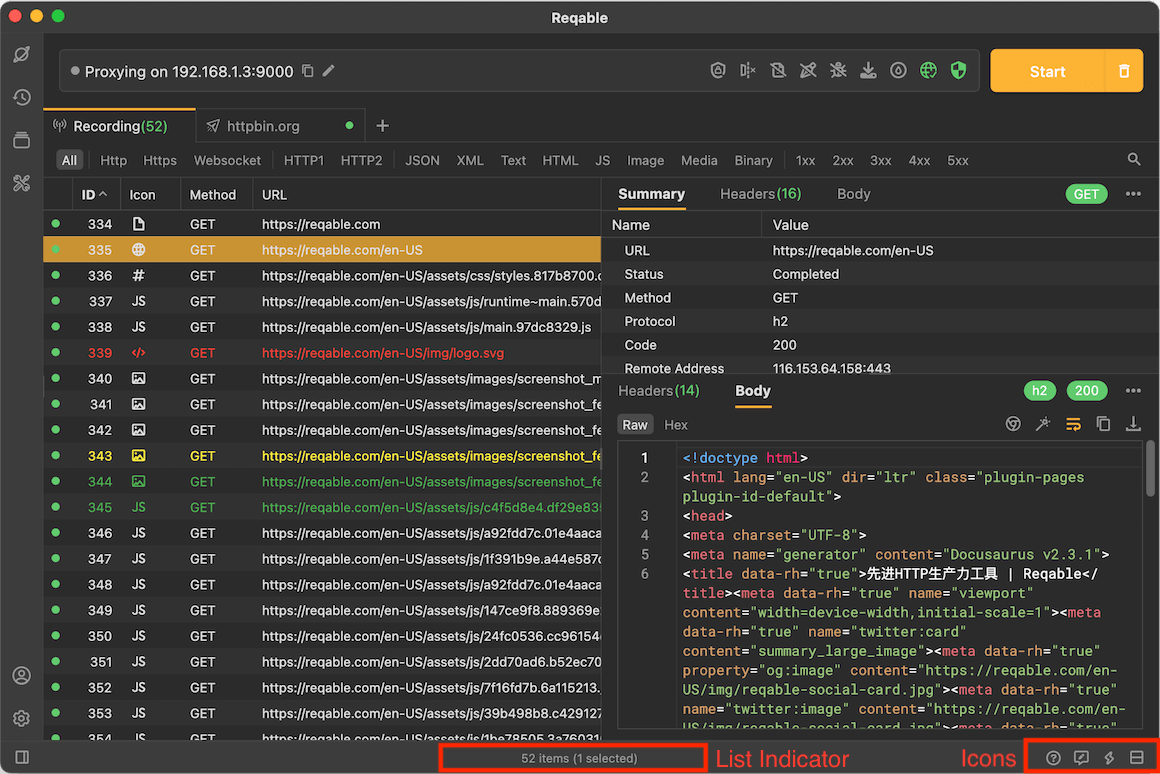 Reqable
Proxying on 192.168.1.3:9000
Start
Recording(52)
httpbin.org
All Http Https Websocket HTTP1 HTTP2 JSON XML Text HTML JS Image Media Binary 1xx 2xx 3xx 4xx 5xx
ID Icon Method URL
334 GET https://reqable.com
335 GET https://reqable.com/en-US
336 # GET https://reqable.com/en-US/assets/css/styles.817b8700.c
337 JS GET https://reqable.com/en-US/assets/js/runtime~main.570d
338 JS GET https://reqable.com/en-US/assets/js/main.97dc8329.js
339 </> GET https://reqable.com/en-US/img/logo.svg
340 GET https://reqable.com/en-US/assets/images/screenshot_m
341 GET https://reqable.com/en-US/assets/images/screenshot_fe
342 GET https://reqable.com/en-US/assets/images/screenshot_fe
343 GET https://reqable.com/en-US/assets/images/screenshot_fe
344 GET https://reqable.com/en-US/assets/images/screenshot_fe
345 JS GET https://reqable.com/en-US/assets/js/c4f5d8e4.df29e835
346 JS GET https://reqable.com/en-US/assets/js/a92fdd7c.01e4aaca
347 JS GET https://reqable.com/en-US/assets/js/1f391b9e.a44e587c
348 JS GET https://reqable.com/en-US/assets/js/a92fdd7c.01e4aaca
349 JS GET https://reqable.com/en-US/assets/js/147ce9f8.889369e
350 JS GET https://reqable.com/en-US/assets/js/24fc0536.cc96154
351 JS GET https://reqable.com/en-US/assets/js/2dd70ad6.b52ec70
352 JS GET https://reqable.com/en-US/assets/js/7f16fd7b.6a115213.
353 JS GET https://reqable.com/en-US/assets/js/39b498b8.c429127
354 JS GET https://reqable.com/en-US/assets/js/1be78505.3a76031
Summary Headers(16) Body GET
Name Value
URL https://reqable.com/en-US
Status Completed
Method GET
Protocol h2
Code 200
Remote Address 116.153.64.158:443
Headers(14) Body h2 200
Raw Hex
1 <!doctype html>
2 <html lang="en-US" dir="ltr" class="plugin-pages
plugin-id-default">
3 <head>
4 <meta charset="UTF-8">
5 <meta name="generator" content="Docusaurus v2.3.1">
6 <title data-rh="true">先进HTTP生产力工具 | Reqable</
title><meta data-rh="true" name="viewport"
content="width=device-width,initial-scale=1"><meta
data-rh="true" name="twitter:card"
content="summary_large_image"><meta data-rh="true"
property="og:image" content="https://reqable.com/en-
US/img/reqable-social-card.jpg"><meta data-rh="true"
name="twitter:image" content="https://reqable.com/en-
US/img/reqable-social-card.jpg"><meta data-rh="true"
52 items (1 selected)
List Indicator
Icons